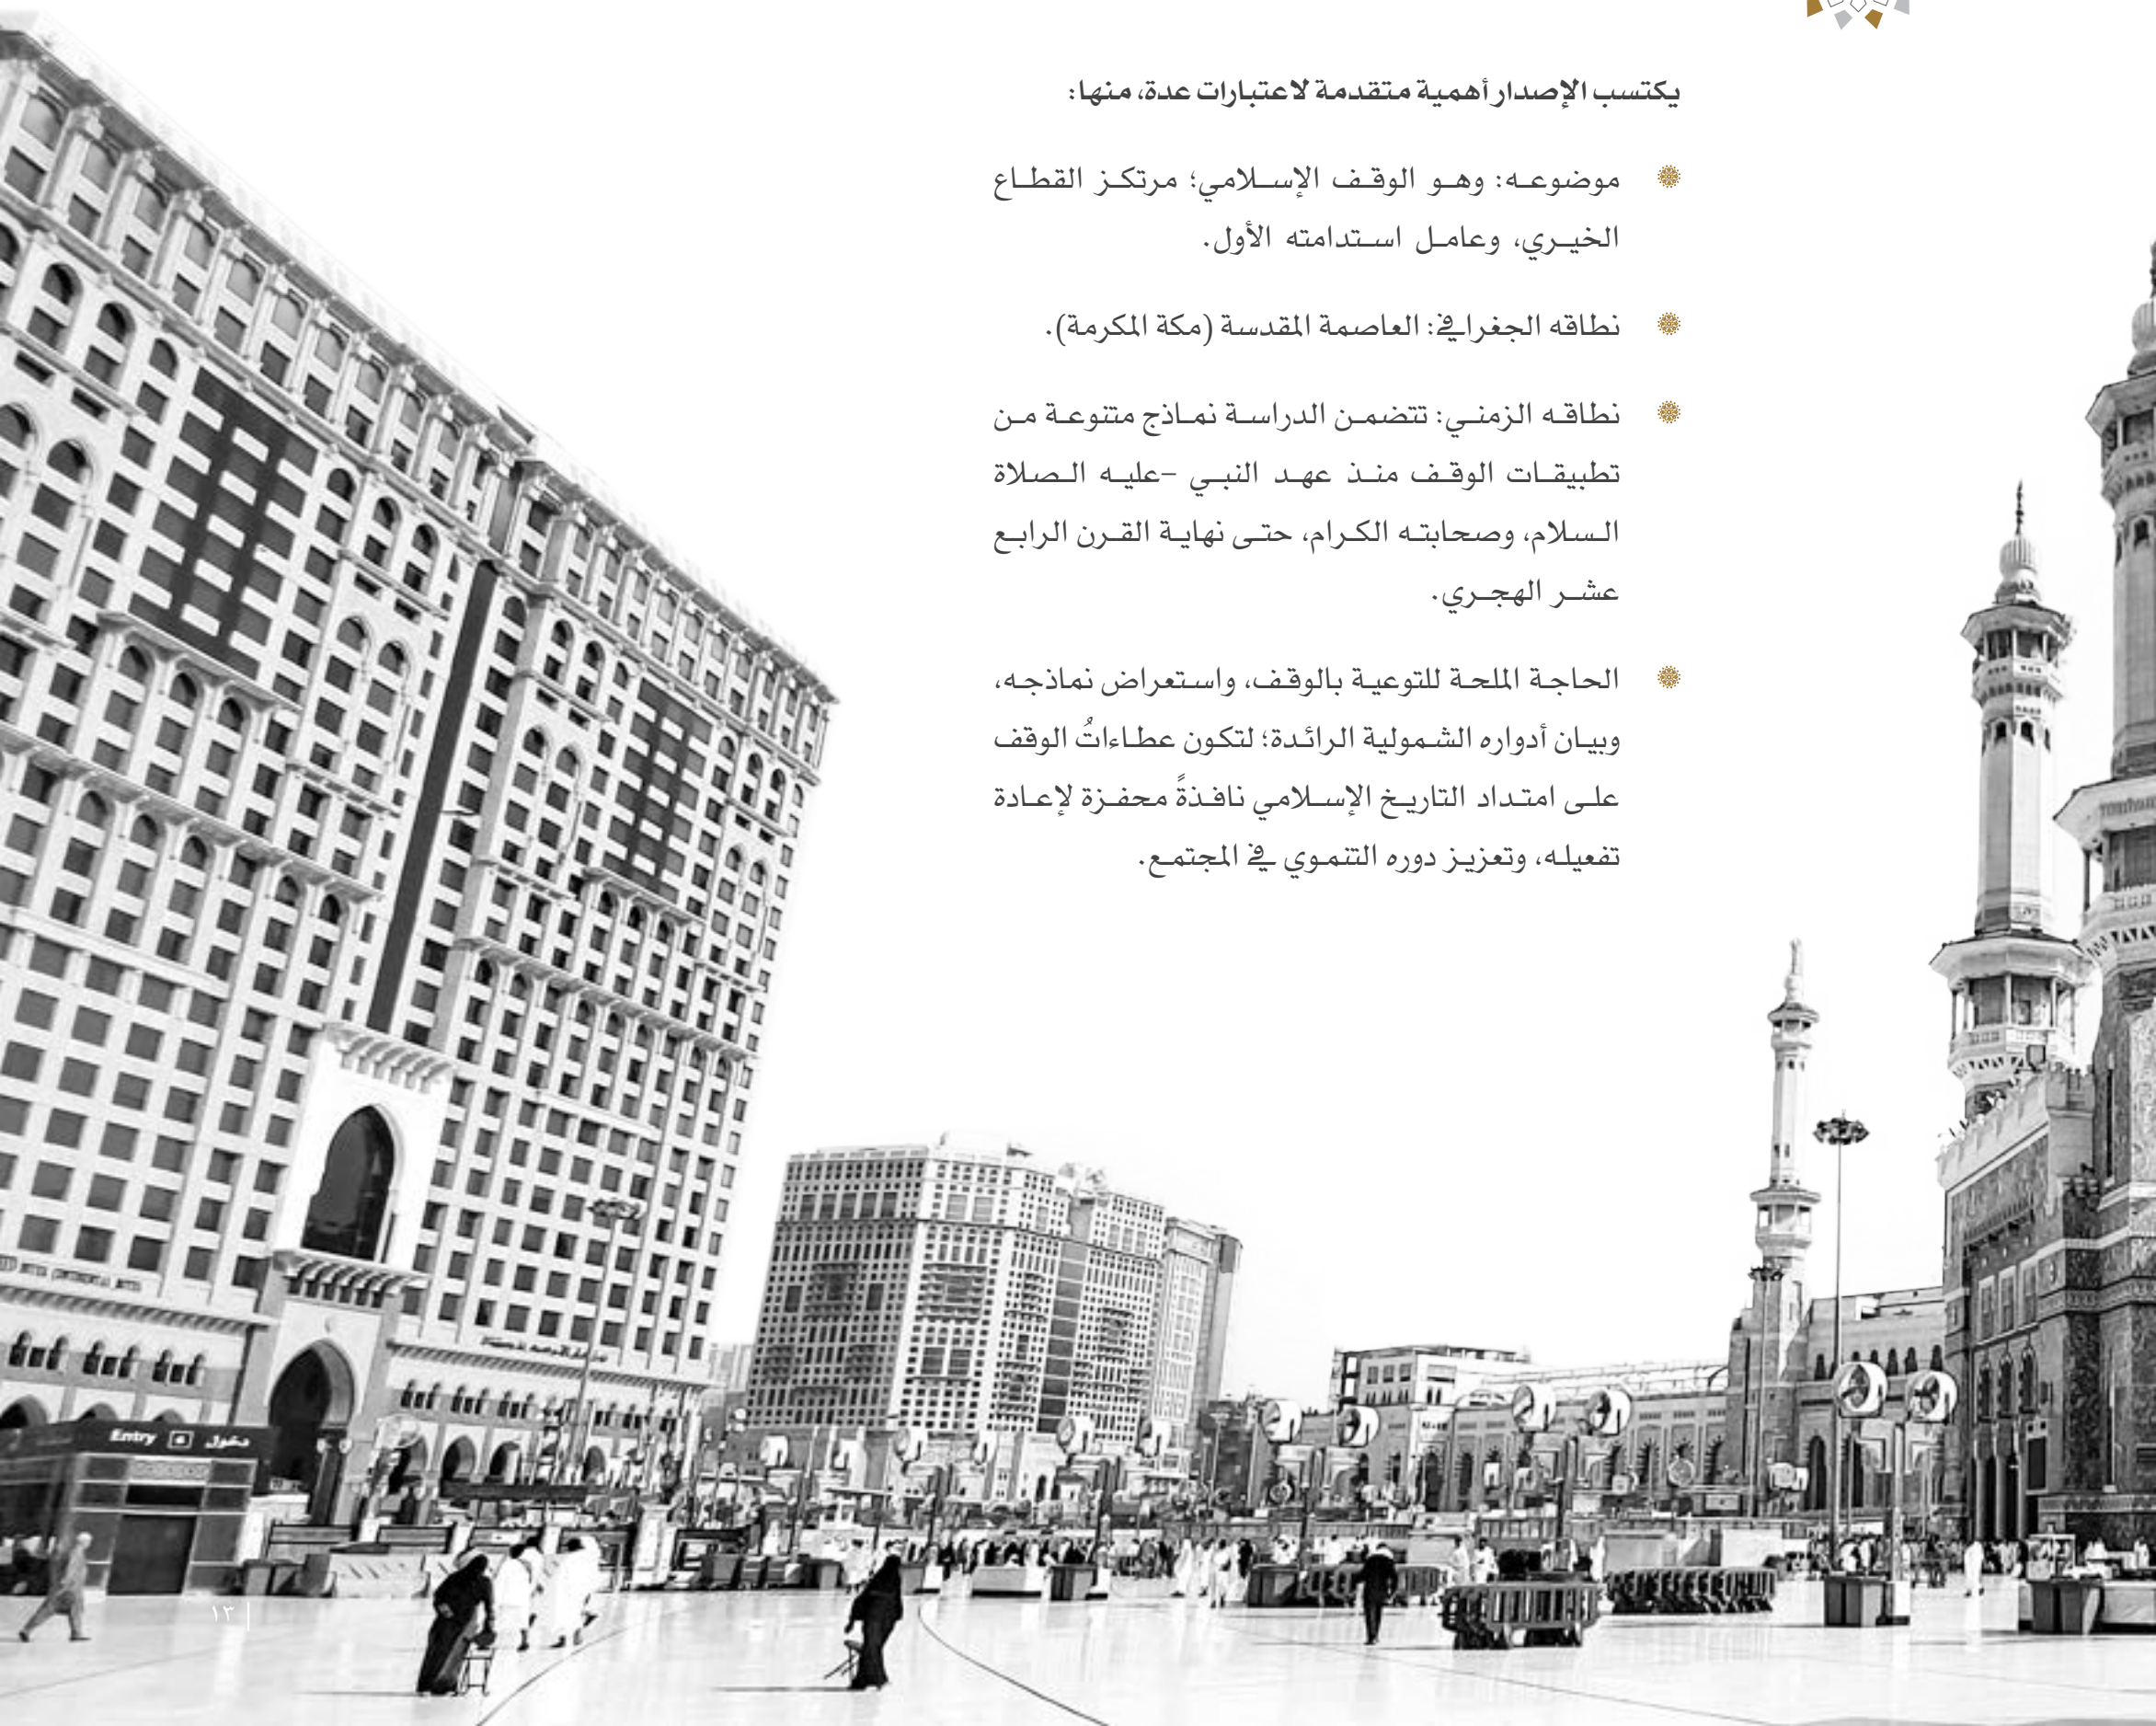 يكتسب الإصدار أهمية متقدمة لاعتبارات عدة، منها:
موضوعه: وهو الوقف الإسلامي؛ مرتكز القطاع
الخيري، وعامل استدامته الأول.
نطاقه الجغرافي: العاصمة المقدسة (مكة المكرمة).
نطاقه الزمني: تتضمن الدراسة نماذج متنوعة من
تطبيقات الوقف منذ عهد النبي -عليه الصلاة
السلام، وصحابته الكرام، حتى نهاية القرن الرابع
عشر الهجري.
الحاجة الملحة للتوعية بالوقف، واستعراض نماذجه،
وبيان أدواره الشمولية الرائدة؛ لتكون عطاءاتُ الوقف
على امتداد التاريخ الإسلامي نافذةً محفزة لإعادة
تفعيله، وتعزيز دوره التنموي في المجتمع.
Entry دخول
١٣